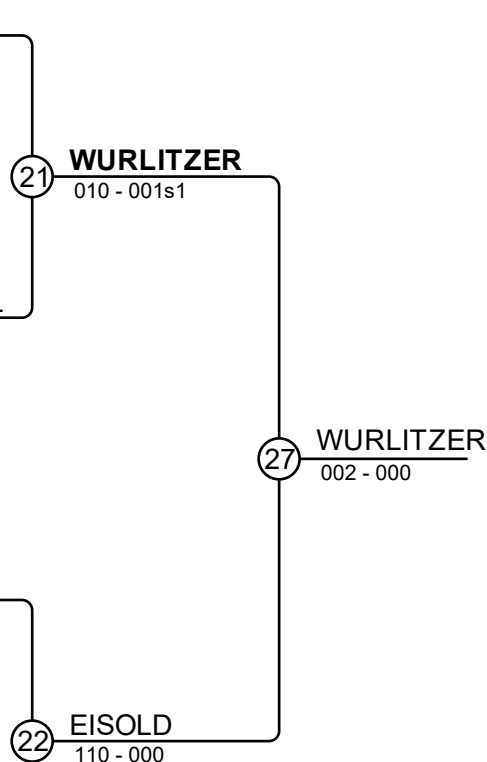 21
WURLITZER
010 - 001s1
27
WURLITZER
002 - 000
22
EISOLD
110 - 000